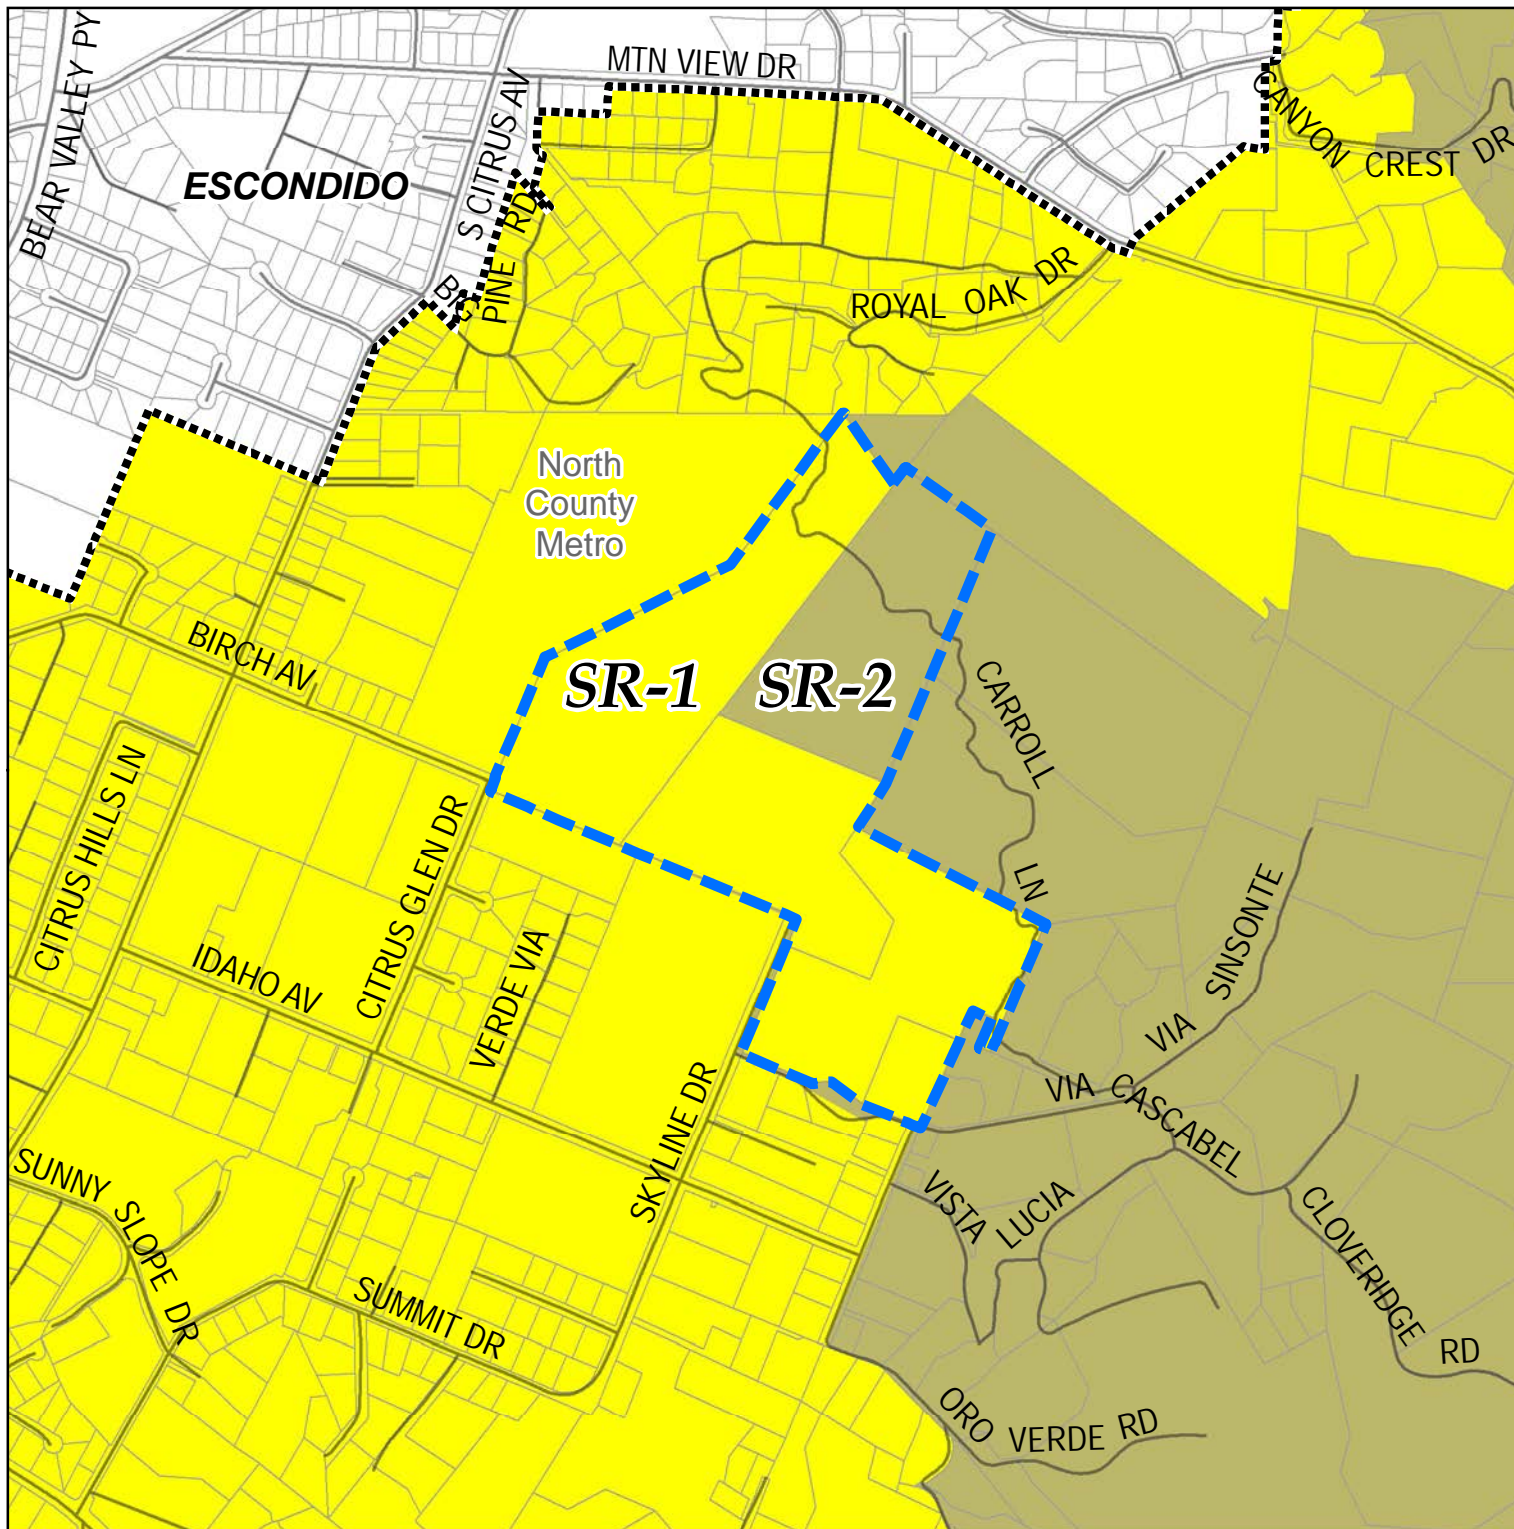 MTN VIEW DR
BEAR VALLEY PY
S CITRUS AV
CANYON CREST DR
ESCONDIDO
BIG PINE RD
ROYAL OAK DR
North
County
Metro
BIRCH AV
SR-1
SR-2
CARROLL LN
CITRUS HILLS LN
CITRUS GLEN DR
VERDE VIA
IDAHO AV
VIA SINSONTE
VIA CASCABEL
SKYLINE DR
SUNNY SLOPE DR
VISTA LUCIA
CLOVERIDGE RD
SUMMIT DR
ORO VERDE RD